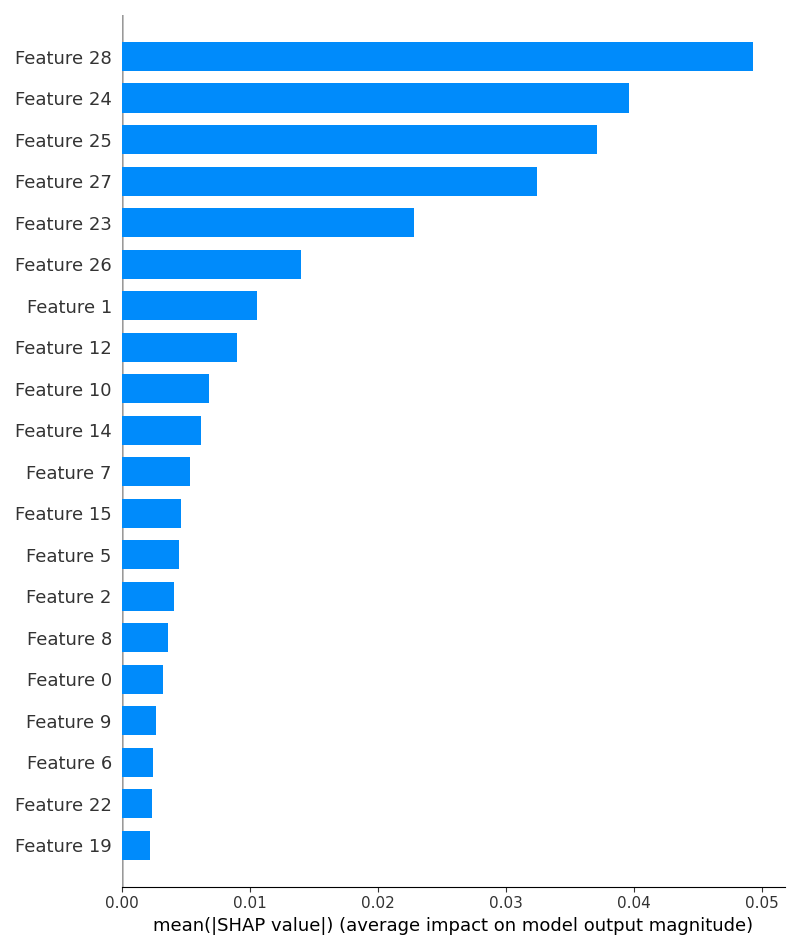 Feature 28
Feature 24
Feature 25
Feature 27
Feature 23
Feature 26
Feature 1
Feature 12
Feature 10
Feature 14
Feature 7
Feature 15
Feature 5
Feature 2
Feature 8
Feature 0
Feature 9
Feature 6
Feature 22
Feature 19
0.00 0.01 0.02 0.03 0.04 0.05
mean(|SHAP value|) (average impact on model output magnitude)